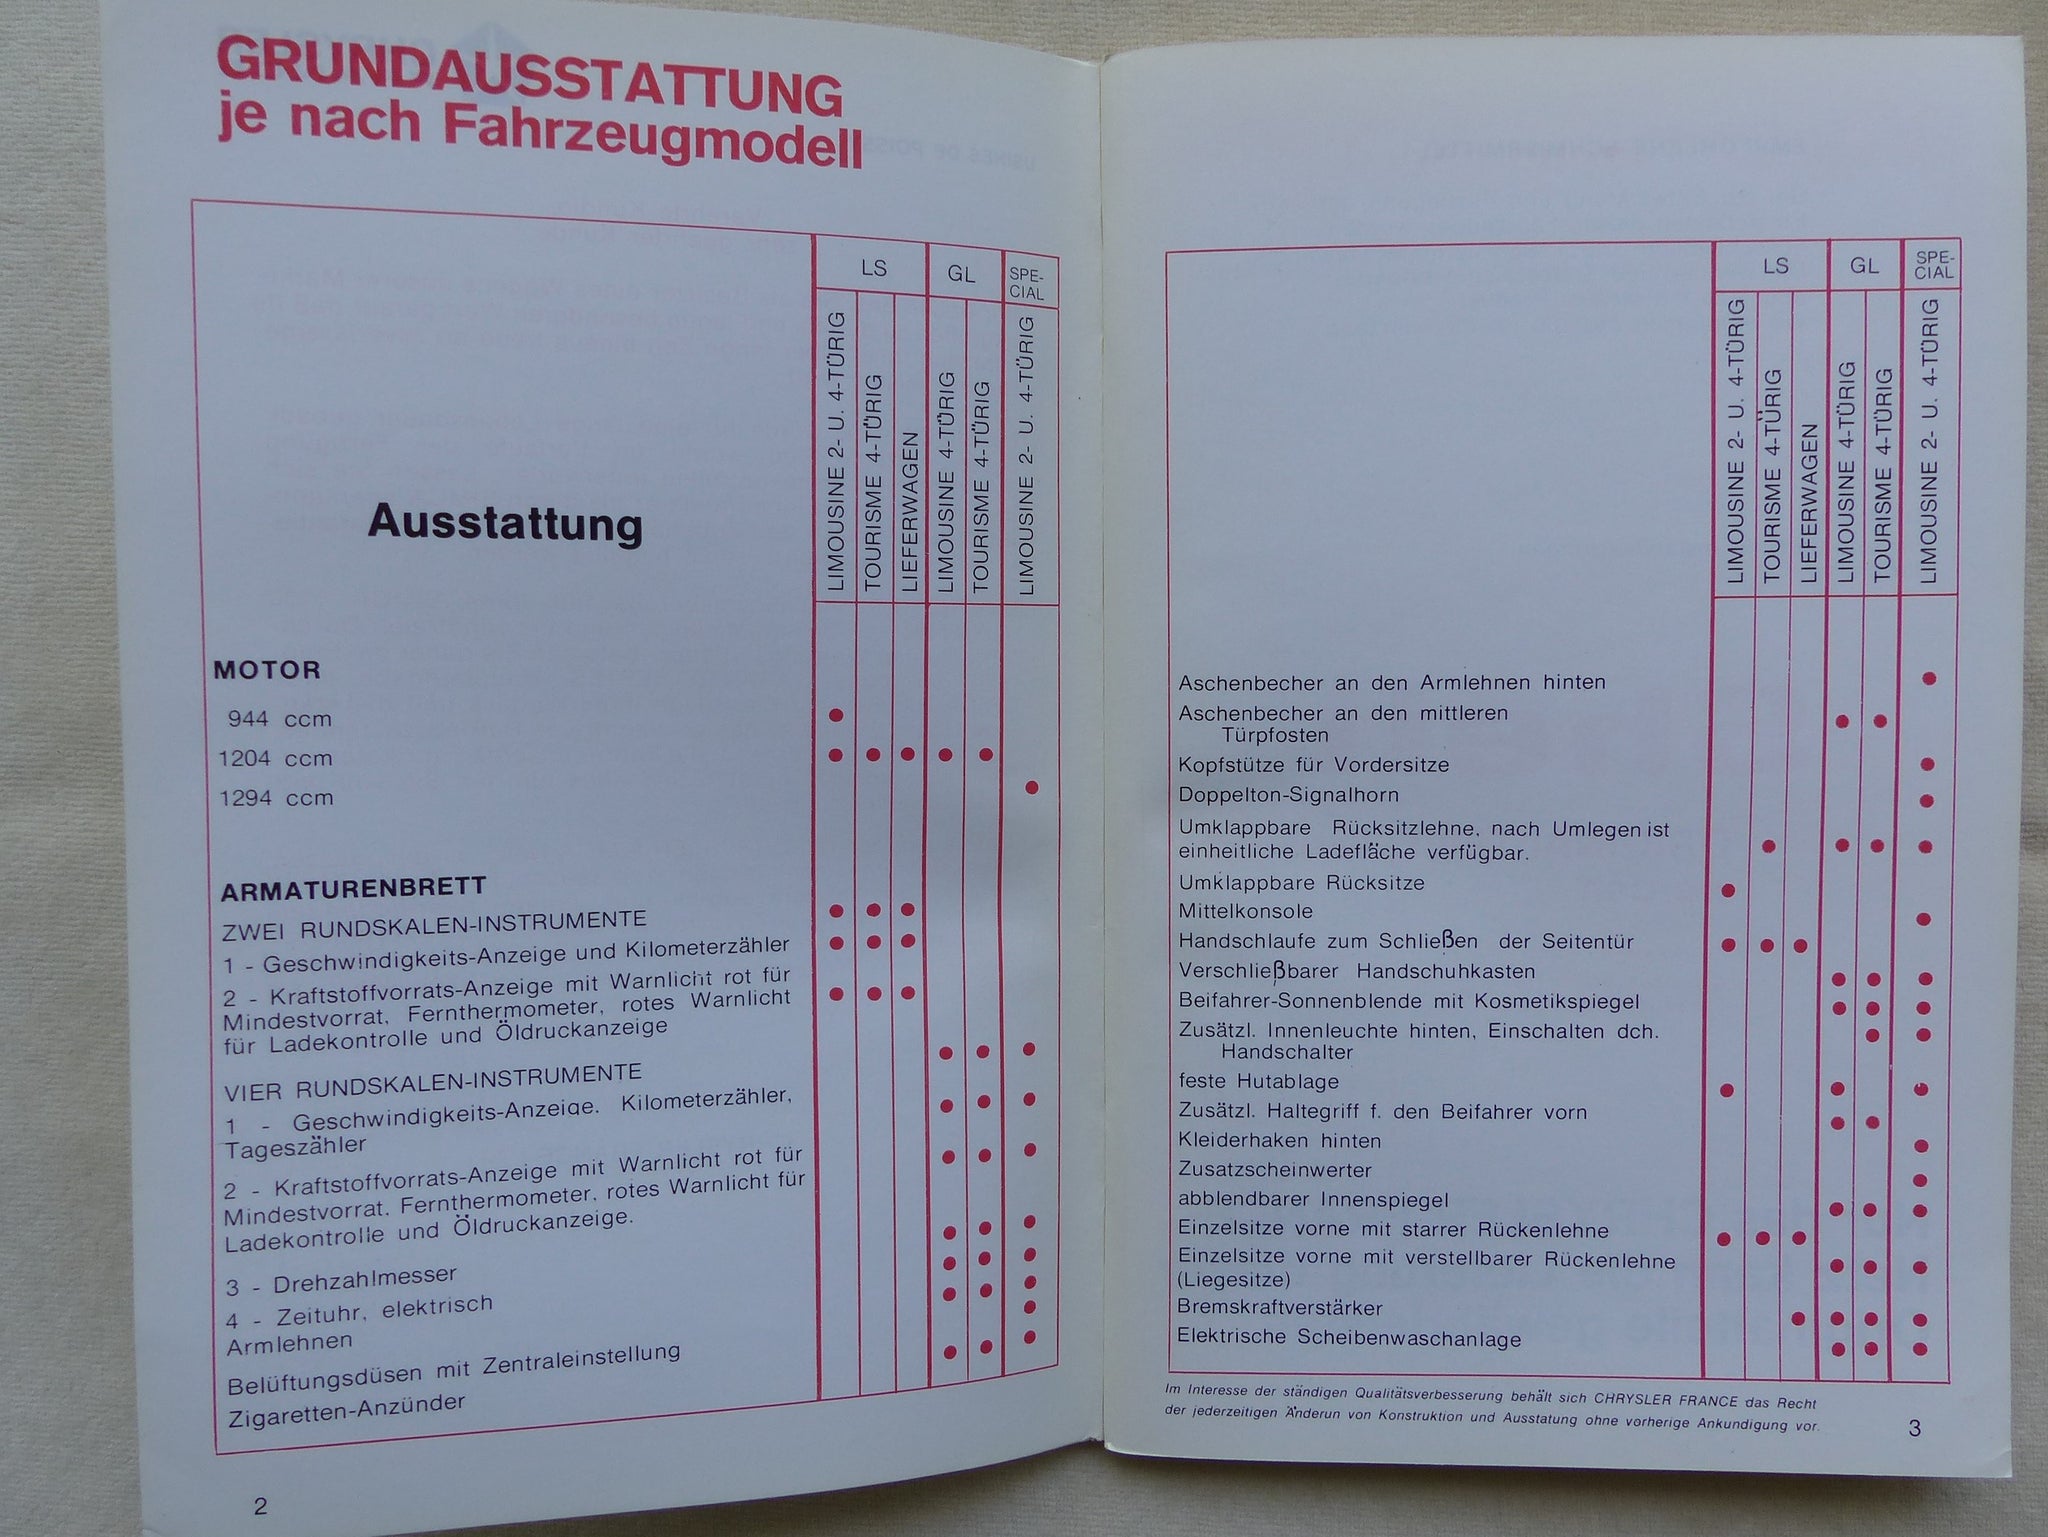 GRUNDAUSSTATTUNG
je nach Fahrzeugmodell
Ausstattung
LS
GL
SPE-
CIAL
LIMOUSINE 2- U. 4-TÜRIG
TOURISME 4-TÜRIG
LIEFERWAGEN
LIMOUSINE 4-TÜRIG
TOURISME 4-TÜRIG
LIMOUSINE 2- U. 4-TÜRIG
MOTOR
944 ccm
1204 ccm
1294 ccm
ARMATURENBRETT
ZWEI RUNDSKALEN-INSTRUMENTE
1 - Geschwindigkeits-Anzeige und Kilometerzähler
2 - Kraftstoffvorrats-Anzeige mit Warnlicht rot für
Mindestvorrat, Fernthermometer, rotes Warnlicht
für Ladekontrolle und Öldruckanzeige
VIER RUNDSKALEN-INSTRUMENTE
1 - Geschwindigkeits-Anzeige. Kilometerzähler,
Tageszähler
2 - Kraftstoffvorrats-Anzeige mit Warnlicht rot für
Mindestvorrat. Fernthermometer, rotes Warnlicht für
Ladekontrolle und Öldruckanzeige.
3 - Drehzahlmesser
4 - Zeituhr, elektrisch
Armlehnen
Belüftungsdüsen mit Zentraleinstellung
Zigaretten-Anzünder
2
LS
GL
SPE-
CIAL
LIMOUSINE 2- U. 4-TÜRIG
TOURISME 4-TÜRIG
LIEFERWAGEN
LIMOUSINE 4-TÜRIG
TOURISME 4-TÜRIG
LIMOUSINE 2- U. 4-TÜRIG
Aschenbecher an den Armlehnen hinten
Aschenbecher an den mittleren
Türpfosten
Kopfstütze für Vordersitze
Doppelton-Signalhorn
Umklappbare Rücksitzlehne, nach Umlegen ist
einheitliche Ladefläche verfügbar.
Umklappbare Rücksitze
Mittelkonsole
Handschlaufe zum Schließen der Seitentür
Verschließbarer Handschuhkasten
Beifahrer-Sonnenblende mit Kosmetikspiegel
Zusätzl. Innenleuchte hinten, Einschalten dch.
Handschalter
feste Hutablage
Zusätzl. Haltegriff f. den Beifahrer vorn
Kleiderhaken hinten
Zusatzscheinwerter
abblendbarer Innenspiegel
Einzelsitze vorne mit starrer Rückenlehne
Einzelsitze vorne mit verstellbarer Rückenlehne
(Liegesitze)
Bremskraftverstärker
Elektrische Scheibenwaschanlage
Im Interesse der ständigen Qualitätsverbesserung behält sich CHRYSLER FRANCE das Recht
der jederzeitigen Änderun von Konstruktion und Ausstatung ohne vorherige Ankundigung vor.
3